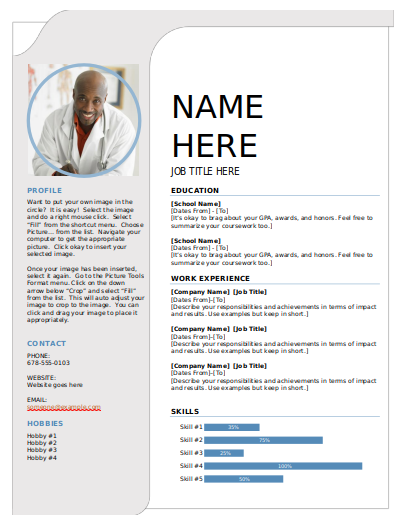 NAME
HERE
JOB TITLE HERE
PROFILE
Want to put your own image in the
circle? It is easy! Select the image
and do a right mouse click. Select
"Fill" from the shortcut menu. Choose
Picture... from the list. Navigate your
computer to get the appropriate
picture. Click okay to insert your
selected image.
Once your image has been inserted,
select it again. Go to the Picture Tools
Format menu. Click on the down
arrow below "Crop" and select "Fill"
from the list. This will auto adjust your
image to crop to the image. You can
click and drag your image to place it
appropriately.
CONTACT
PHONE:
678-555-0103
WEBSITE:
Website goes here
EMAIL:
someone@example.com
HOBBIES
Hobby #1
Hobby #2
Hobby #3
Hobby #4
EDUCATION
[School Name]
[Dates From] - [To]
[It's okay to brag about your GPA, awards, and honors. Feel free to
summarize your coursework too.]
[School Name]
[Dates From] - [To]
[It's okay to brag about your GPA, awards, and honors. Feel free to
summarize your coursework too.]
WORK EXPERIENCE
[Company Name] [Job Title]
[Dates From]-[To]
[Describe your responsibilities and achievements in terms of impact
and results. Use examples but keep in short.]
[Company Name] [Job Title]
[Dates From]-[To]
[Describe your responsibilities and achievements in terms of impact
and results. Use examples but keep in short.]
[Company Name] [Job Title]
[Dates From]-[To]
[Describe your responsibilities and achievements in terms of impact
and results. Use examples but keep in short.]
SKILLS
Skill #1 35%
Skill #2 75%
Skill #3 25%
Skill #4 100%
Skill #5 50%